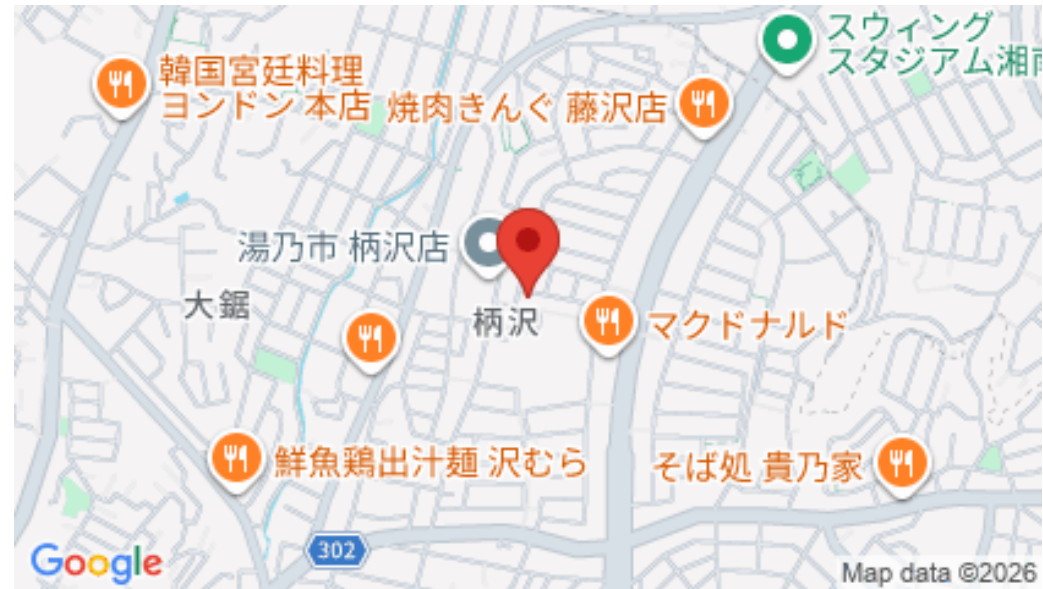 スウィング
スタジアム湘南
韓国宮廷料理
ヨンドン 本店
焼肉きんぐ 藤沢店
湯乃市 柄沢店
大鋸
柄沢
マクドナルド
鮮魚鶏出汁麺 沢むら
そば処 貴乃家
302
Google
Map data ©2026